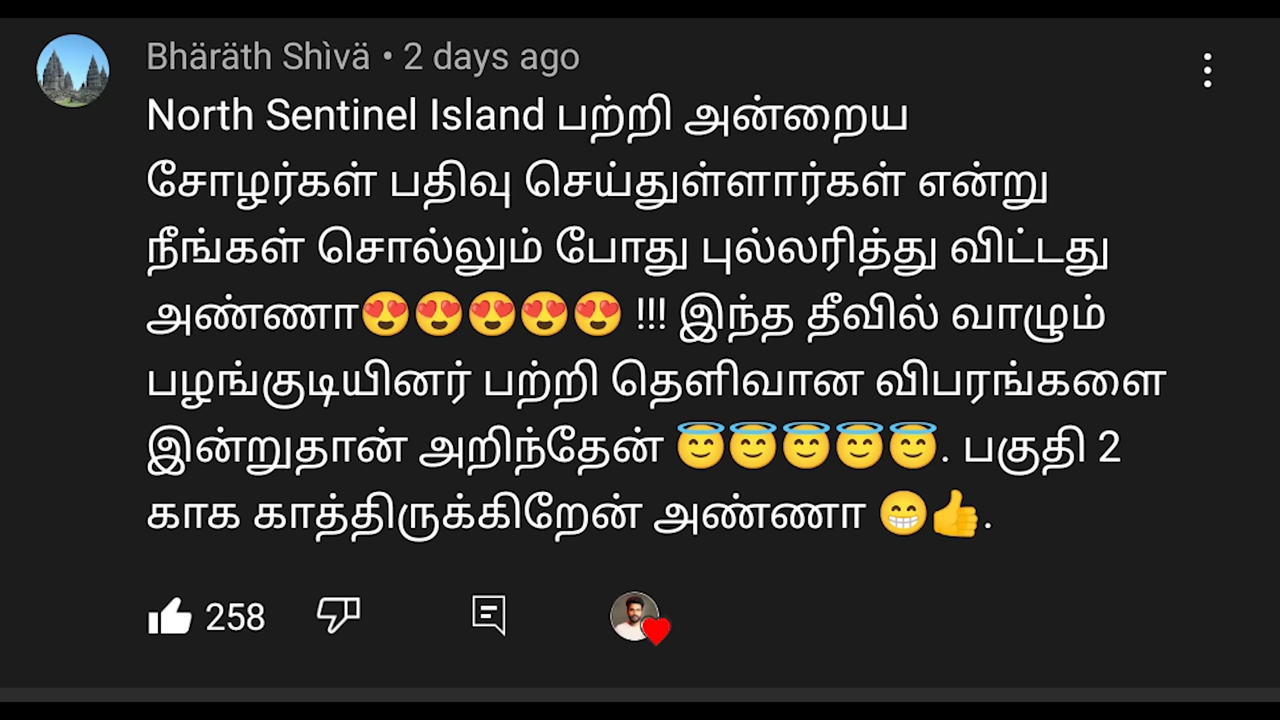 Bhäräth Shìvä • 2 days ago
North Sentinel Island பற்றி அன்றைய
சோழர்கள் பதிவு செய்துள்ளார்கள் என்று
நீங்கள் சொல்லும் போது புல்லரித்து விட்டது
அண்ணா😍😍😍😍😍 !!! இந்த தீவில் வாழும்
பழங்குடியினர் பற்றி தெளிவான விபரங்களை
இன்றுதான் அறிந்தேன் 😇😇😇😇😇. பகுதி 2
காக காத்திருக்கிறேன் அண்ணா 😁👍.
258